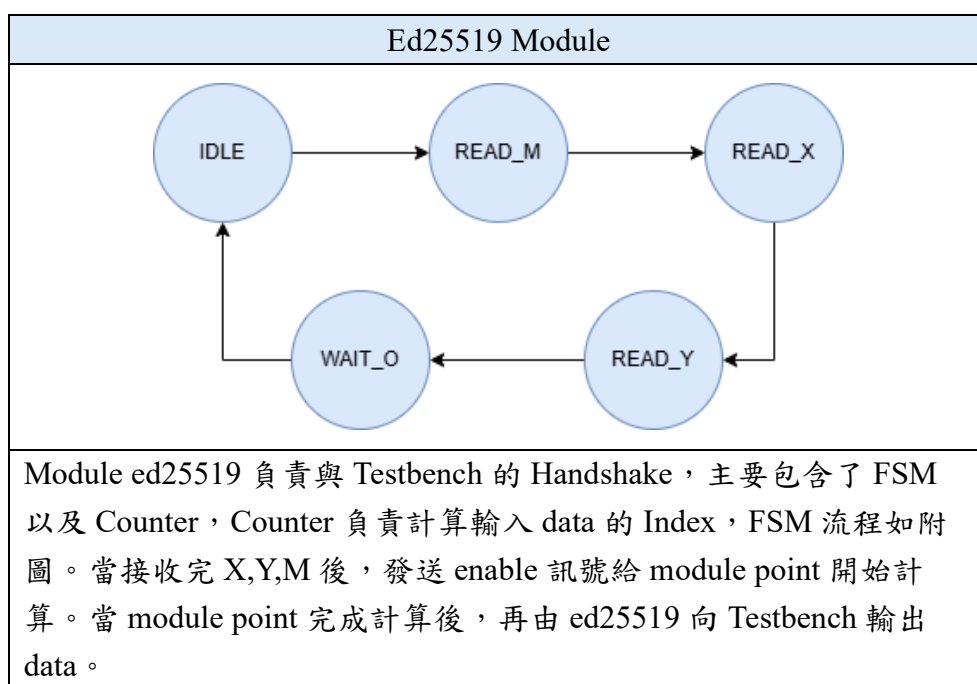 Ed25519 Module
IDLE
READ_M
READ_X
WAIT_O
READ_Y
Module ed25519 負責與 Testbench 的 Handshake，主要包含了 FSM
以及 Counter，Counter 負責計算輸入 data 的 Index，FSM 流程如附
圖。當接收完 X,Y,M 後，發送 enable 訊號給 module point 開始計
算。當 module point 完成計算後，再由 ed25519 向 Testbench 輸出
data。